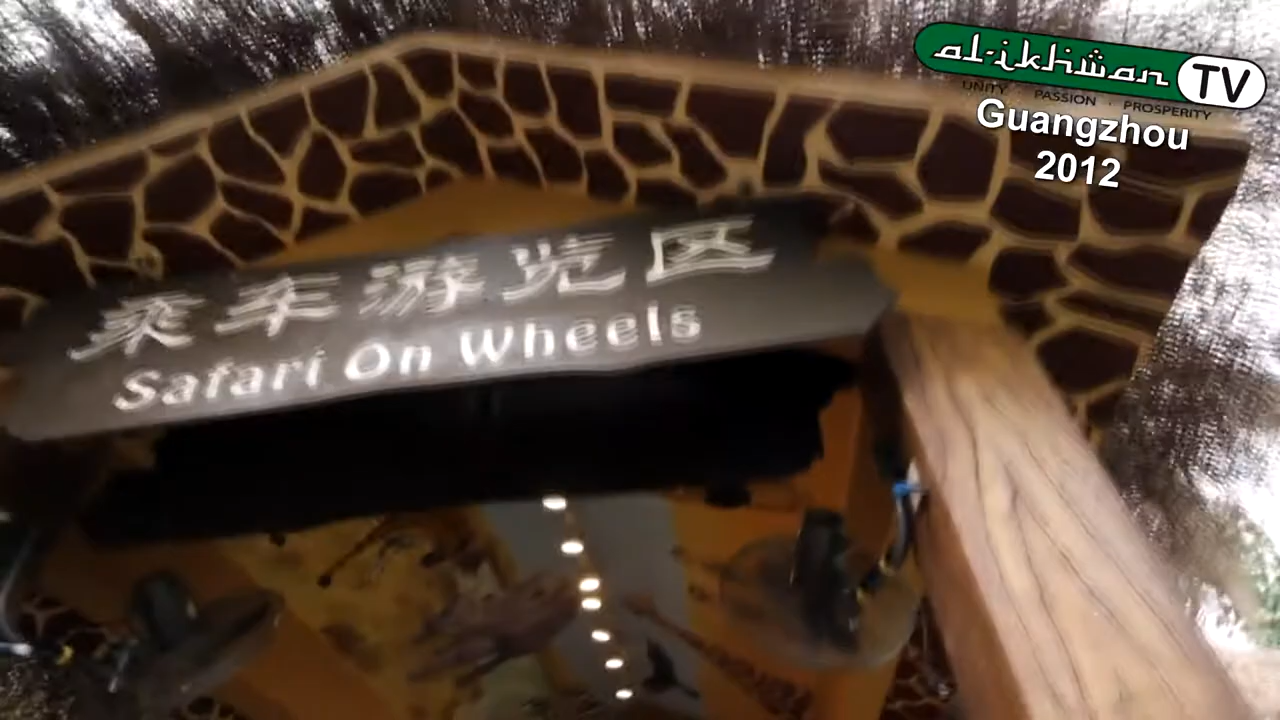 al-ikhwan TV
UNITY · PASSION · PROSPERITY
Guangzhou
2012
乘车游览区
Safari On Wheels